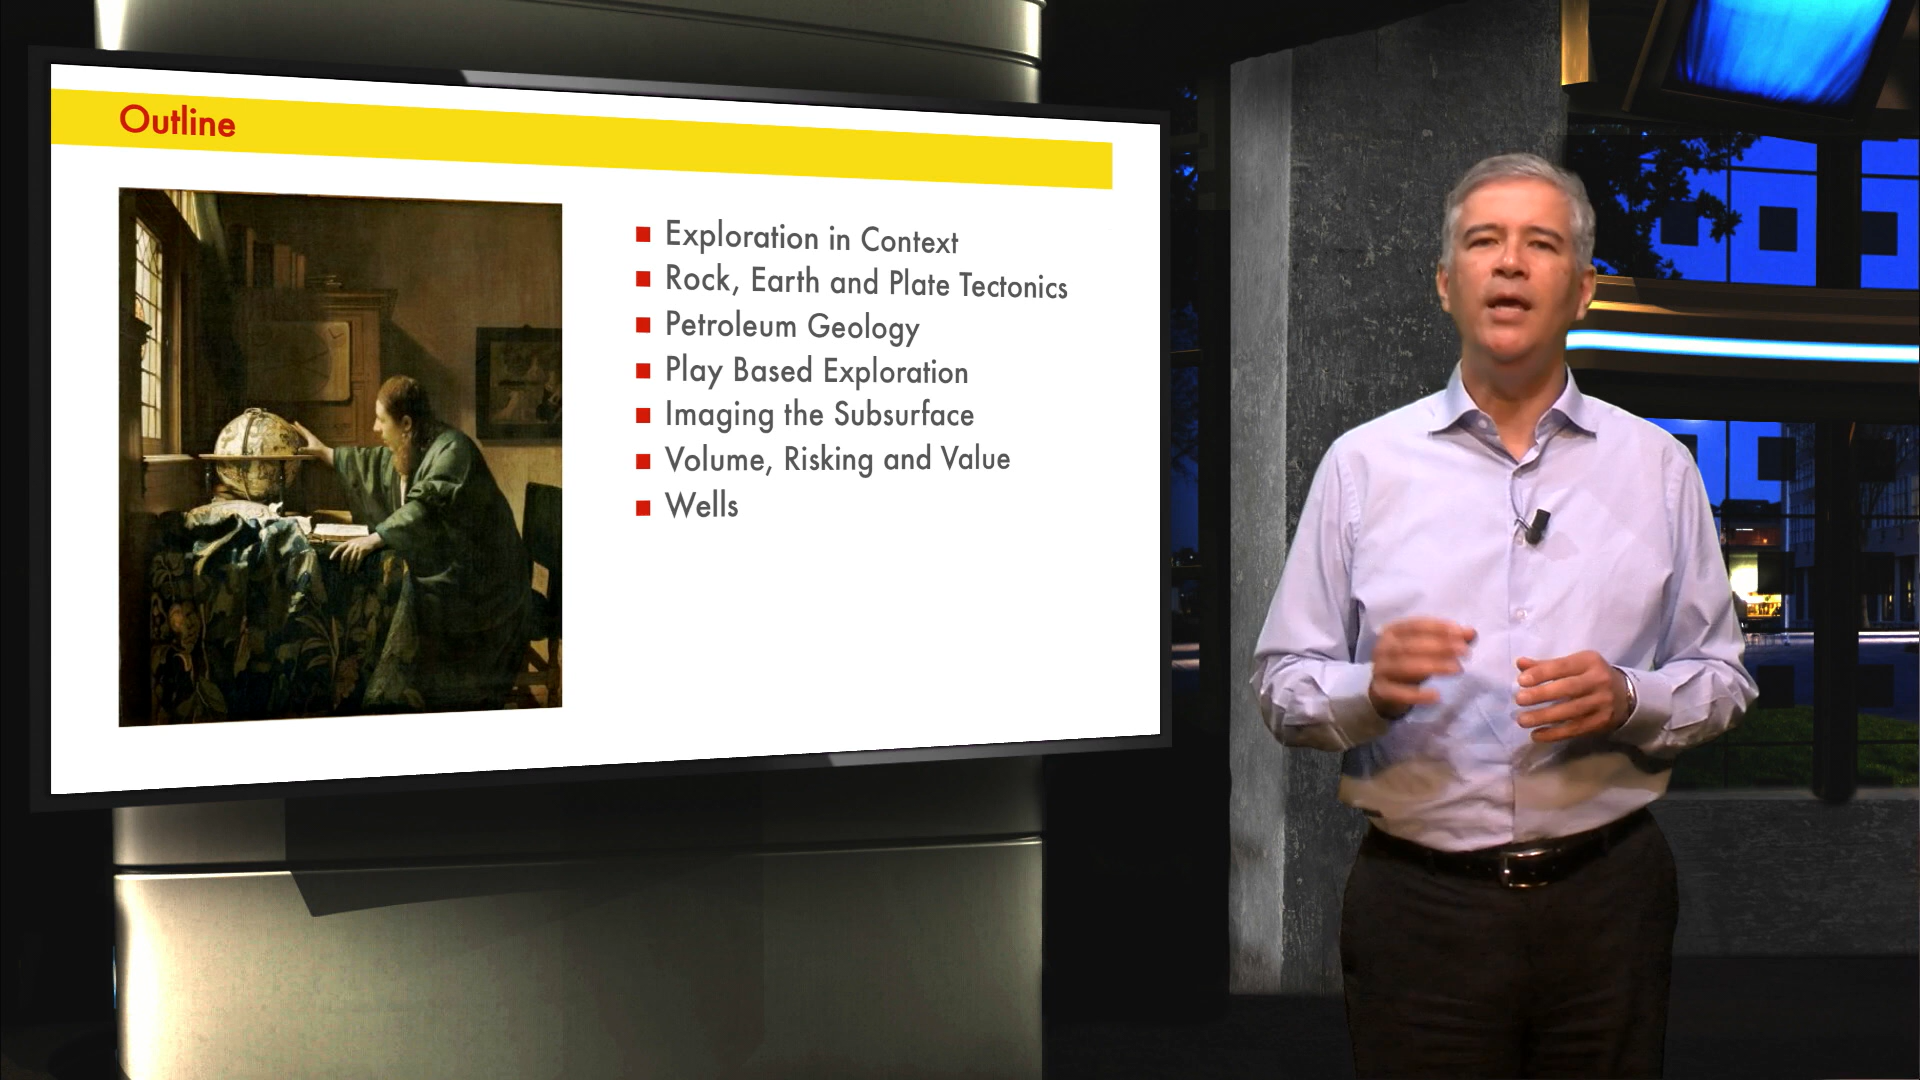 Outline
Exploration in Context
Rock, Earth and Plate Tectonics
Petroleum Geology
Play Based Exploration
Imaging the Subsurface
Volume, Risking and Value
Wells